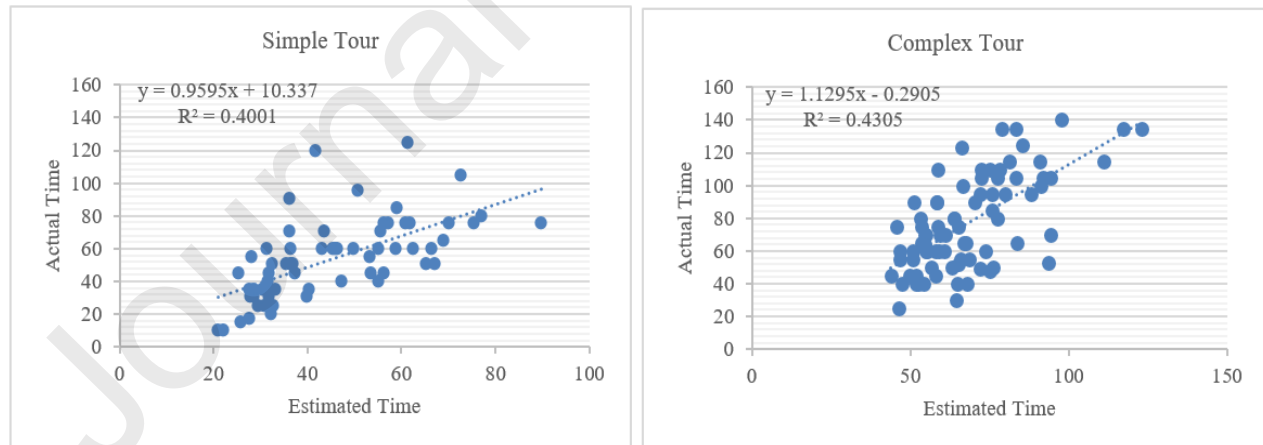 Simple Tour
y = 0.9595x + 10.337
R² = 0.4001
160
140
120
100
80
60
40
20
0
0 20 40 60 80 100
Actual Time
Estimated Time
Complex Tour
y = 1.1295x - 0.2905
R² = 0.4305
160
140
120
100
80
60
40
20
0
0 50 100 150
Actual Time
Estimated Time
Journal